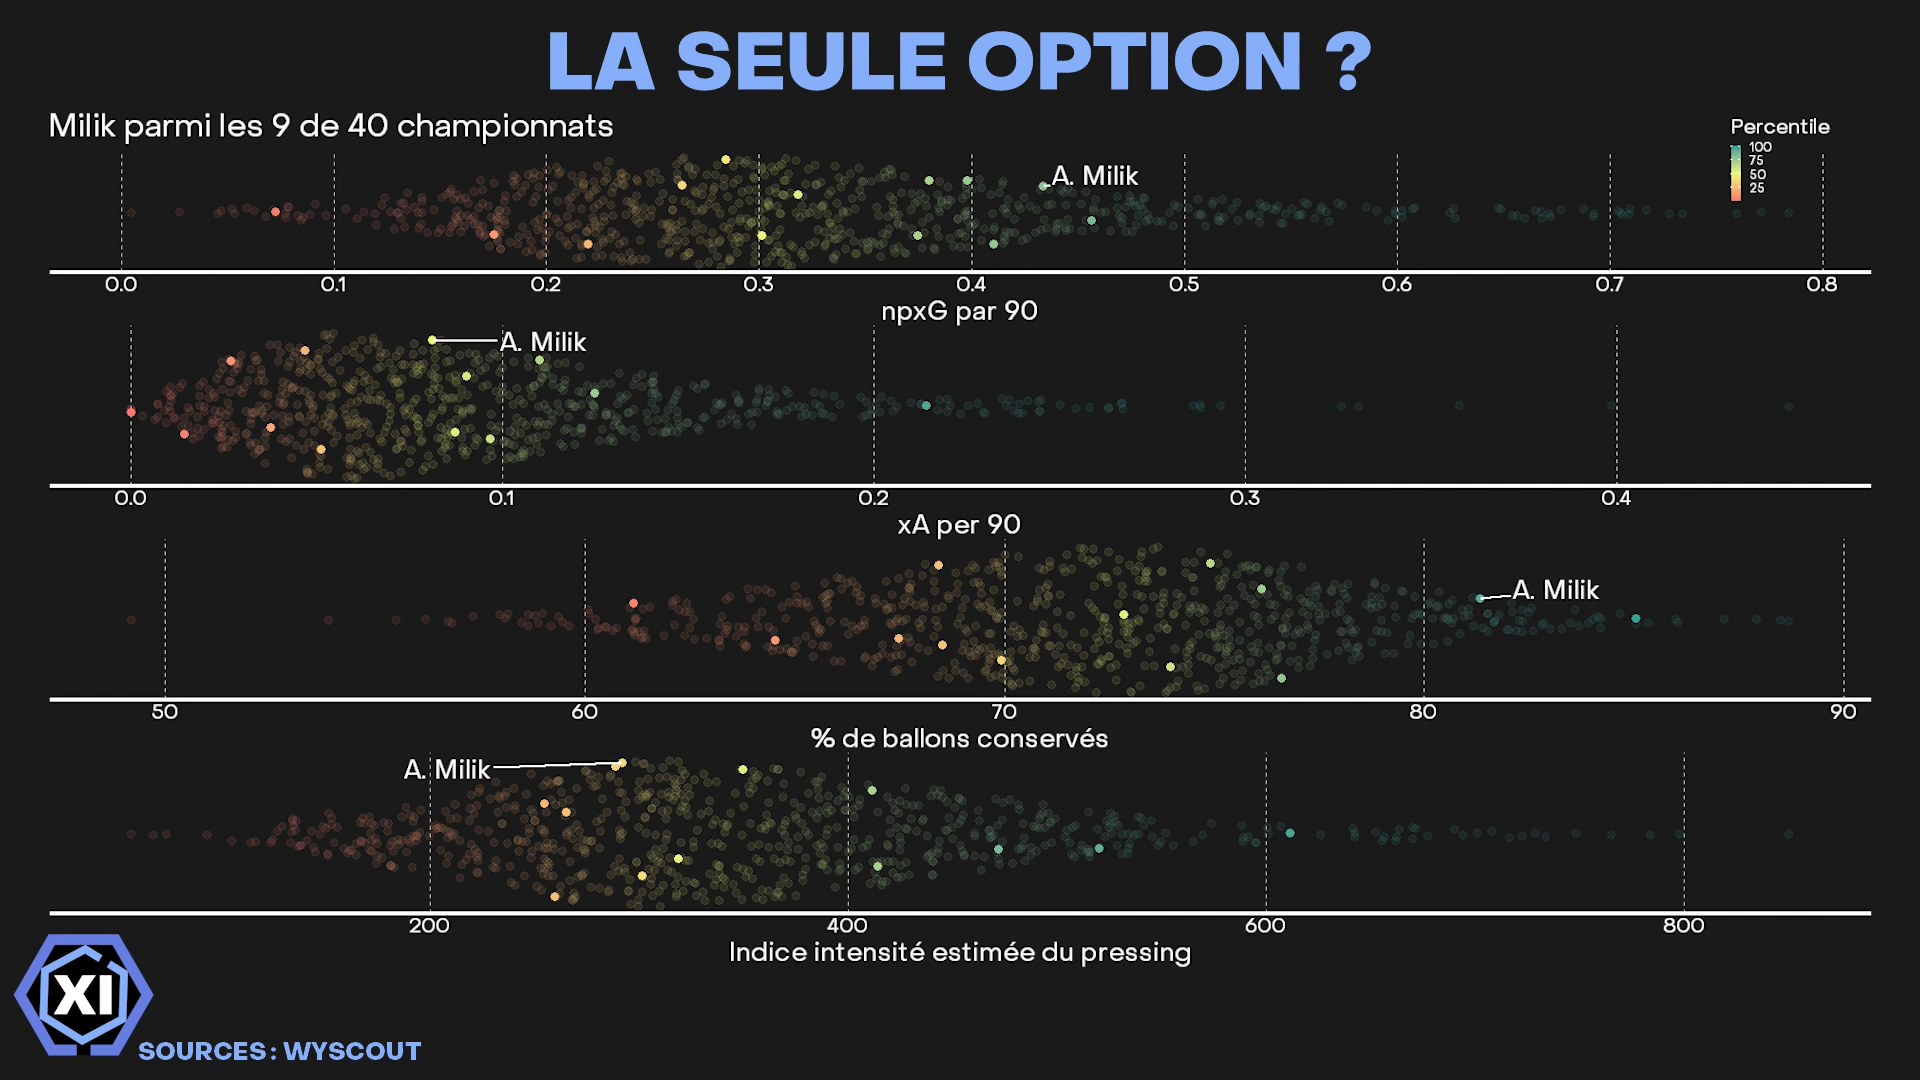 LA SEULE OPTION ?
Milik parmi les 9 de 40 championnats
Percentile
100
75
50
25
A. Milik
0.0 0.1 0.2 0.3 0.4 0.5 0.6 0.7 0.8
npxG par 90
A. Milik
0.0 0.1 0.2 0.3 0.4
xA per 90
A. Milik
50 60 70 80 90
% de ballons conservés
A. Milik
200 400 600 800
Indice intensité estimée du pressing
XI
SOURCES : WYSCOUT